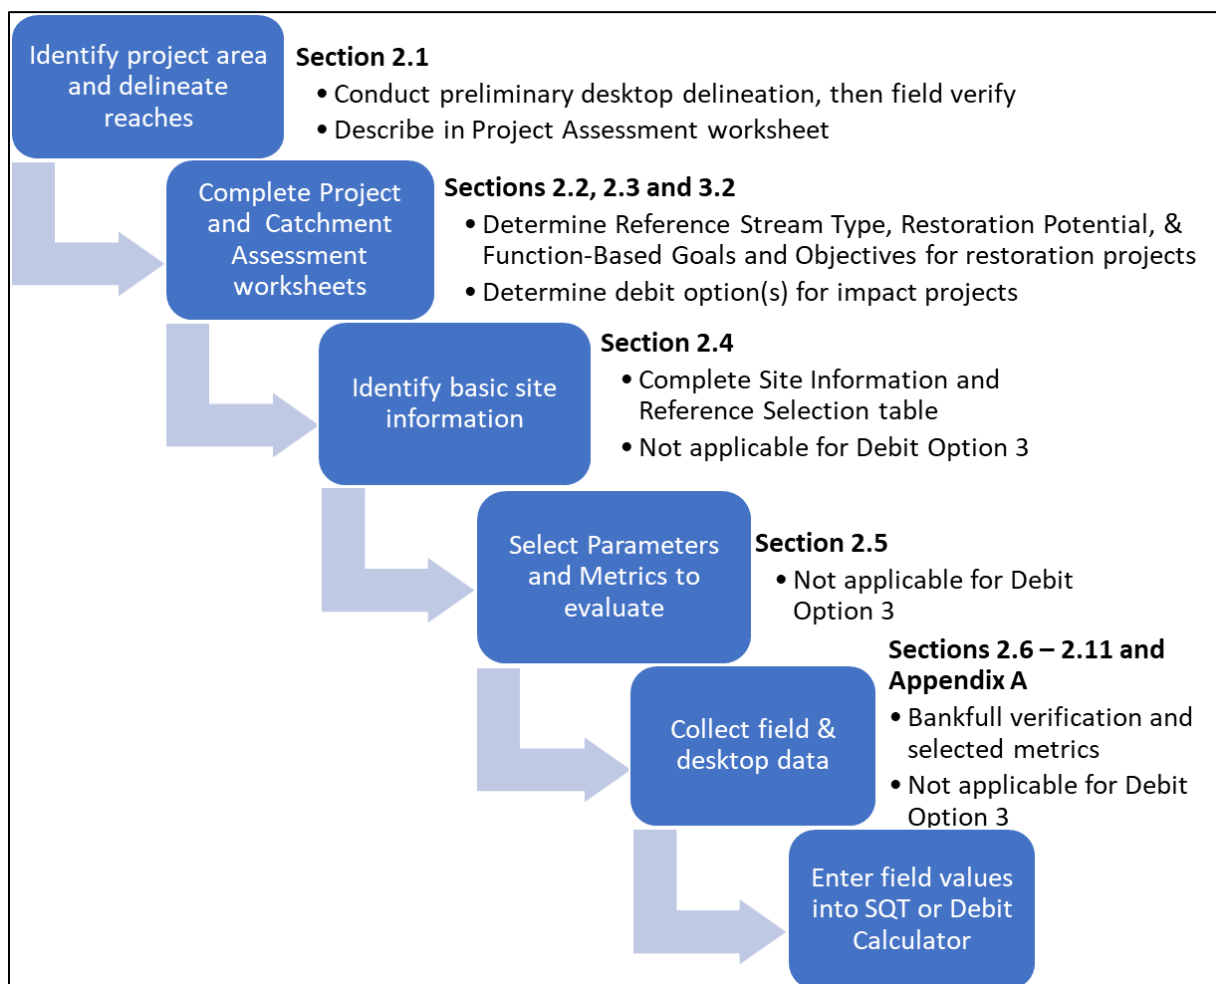 Identify project area
and delineate
reaches
Section 2.1
• Conduct preliminary desktop delineation, then field verify
• Describe in Project Assessment worksheet
Complete Project
and Catchment
Assessment
worksheets
Sections 2.2, 2.3 and 3.2
• Determine Reference Stream Type, Restoration Potential, &
Function-Based Goals and Objectives for restoration projects
• Determine debit option(s) for impact projects
Identify basic site
information
Section 2.4
• Complete Site Information and
Reference Selection table
• Not applicable for Debit Option 3
Select Parameters
and Metrics to
evaluate
Section 2.5
• Not applicable for Debit
Option 3
Collect field &
desktop data
Sections 2.6 – 2.11 and
Appendix A
• Bankfull verification and
selected metrics
• Not applicable for Debit
Option 3
Enter field values
into SQT or Debit
Calculator